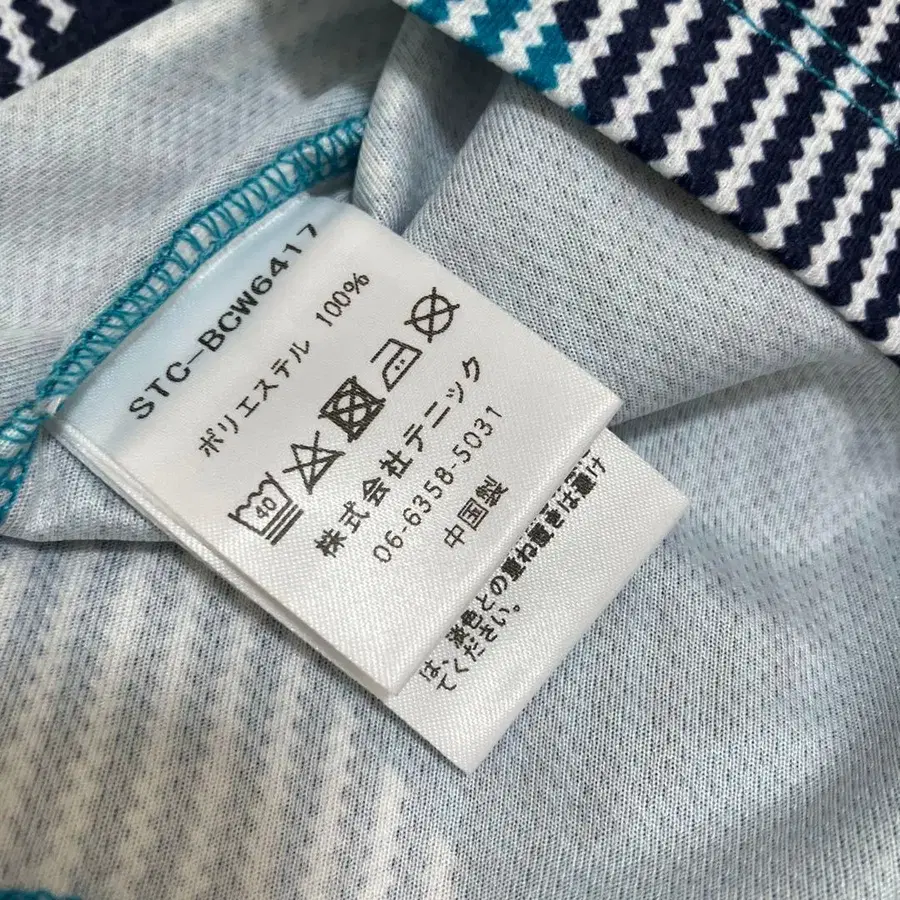 STC-BCW6417
ポリエステル 100%
40
株式会社テニック
06-6358-5031
中国製
は、淡色との重ね置きは避け
てください。